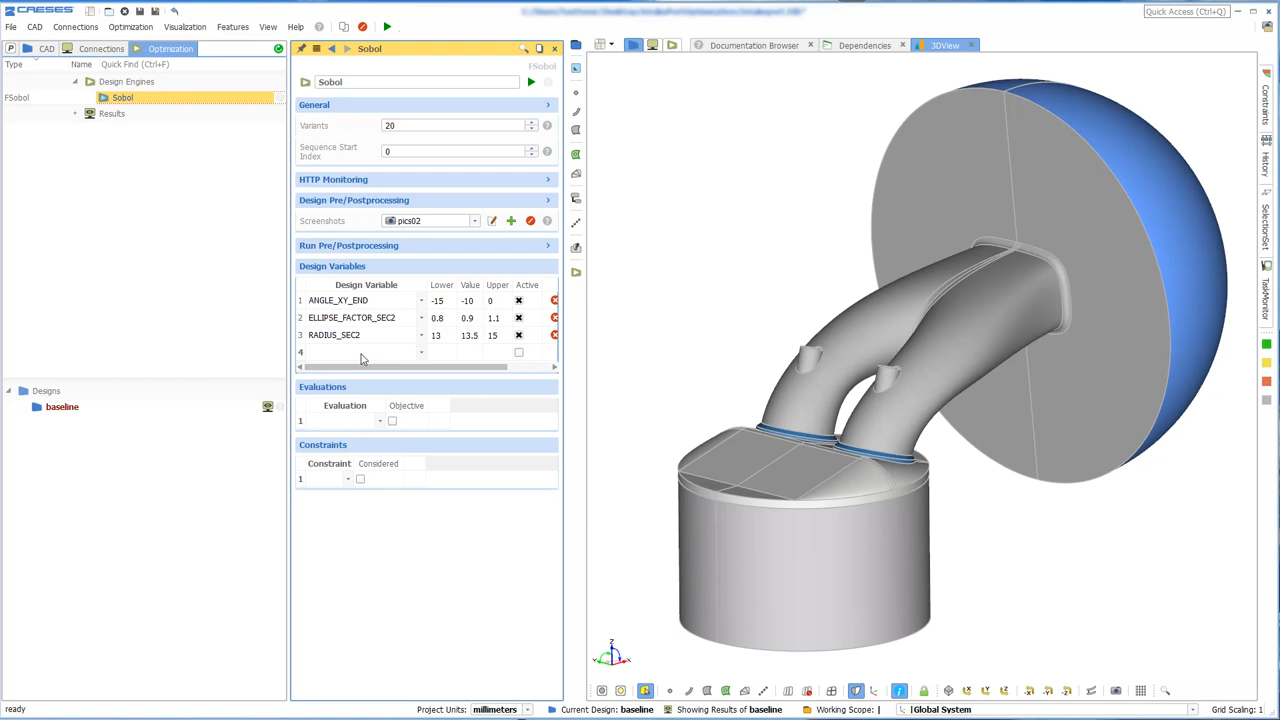 CAESES
Quick Access (Ctrl+Q)
File CAD Connections Optimization Visualization Features View Help
CAD Connections Optimization
Type Name Quick Find (Ctrl+F)
Design Engines
FSobol Sobol
Results
Designs
baseline
Sobol
FSobol
Sobol
General
Variants 20
Sequence Start Index 0
HTTP Monitoring
Design Pre/Postprocessing
Screenshots pics02
Run Pre/Postprocessing
Design Variables
Design Variable Lower Value Upper Active
1 ANGLE_XY_END -15 -10 0
2 ELLIPSE_FACTOR_SEC2 0.8 0.9 1.1
3 RADIUS_SEC2 13 13.5 15
4
Evaluations
Evaluation Objective
1
Constraints
Constraint Considered
1
Documentation Browser Dependencies 3DView
Constraints
History
SelectionSet
TaskMonitor
Z
Y X
ready
Project Units: millimeters
Current Design: baseline
Showing Results of baseline
Working Scope: |
|Global System
Grid Scaling: 1